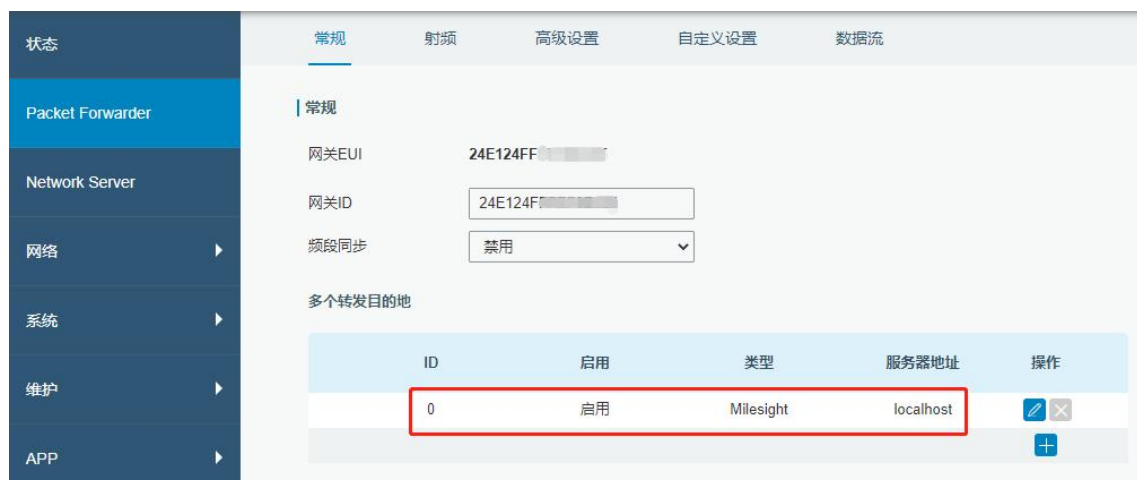 状态
Packet Forwarder
Network Server
网络
系统
维护
APP
常规 射频 高级设置 自定义设置 数据流
常规
网关EUI 24E124FF
网关ID 24E124F
频段同步 禁用
多个转发目的地
ID 启用 类型 服务器地址 操作
0 启用 Milesight localhost